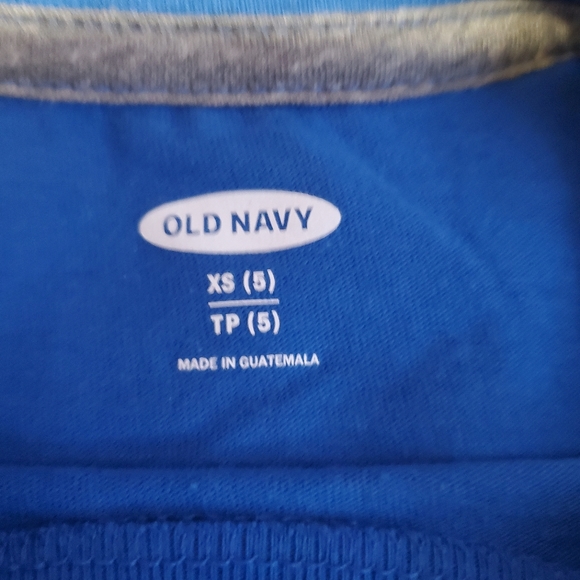 OLD NAVY
XS (5)
TP (5)
MADE IN GUATEMALA